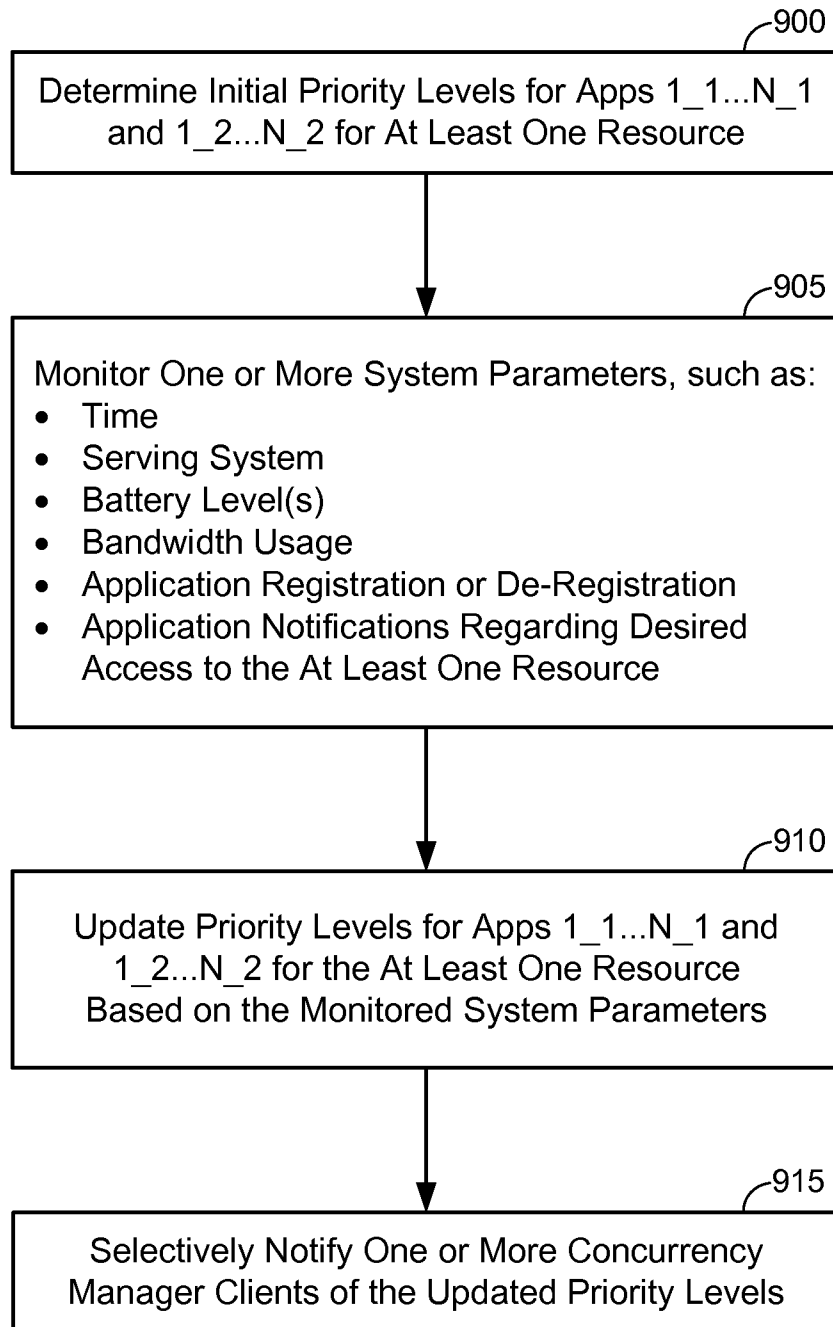 900
Determine Initial Priority Levels for Apps 1_1...N_1
and 1_2...N_2 for At Least One Resource
905
Monitor One or More System Parameters, such as:
• Time
• Serving System
• Battery Level(s)
• Bandwidth Usage
• Application Registration or De-Registration
• Application Notifications Regarding Desired
Access to the At Least One Resource
910
Update Priority Levels for Apps 1_1...N_1 and
1_2...N_2 for the At Least One Resource
Based on the Monitored System Parameters
915
Selectively Notify One or More Concurrency
Manager Clients of the Updated Priority Levels